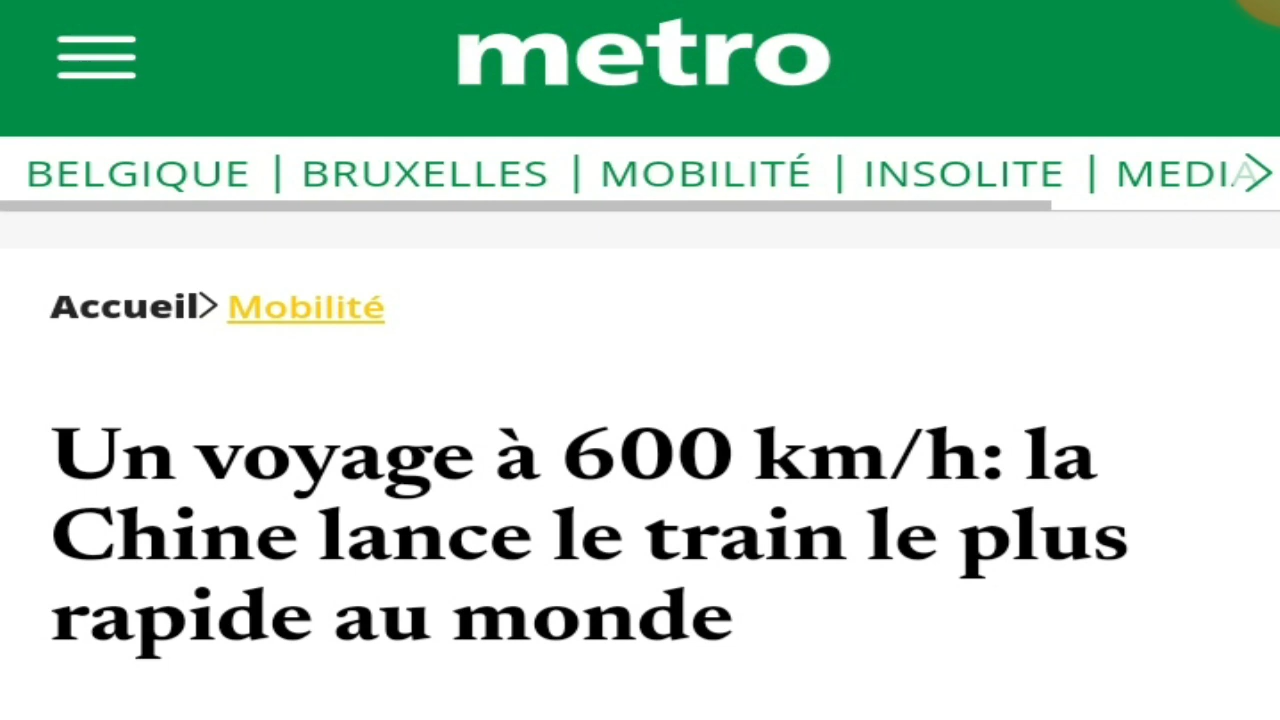 metro
BELGIQUE | BRUXELLES | MOBILITÉ | INSOLITE | MEDIA
Accueil> Mobilité
Un voyage à 600 km/h: la
Chine lance le train le plus
rapide au monde